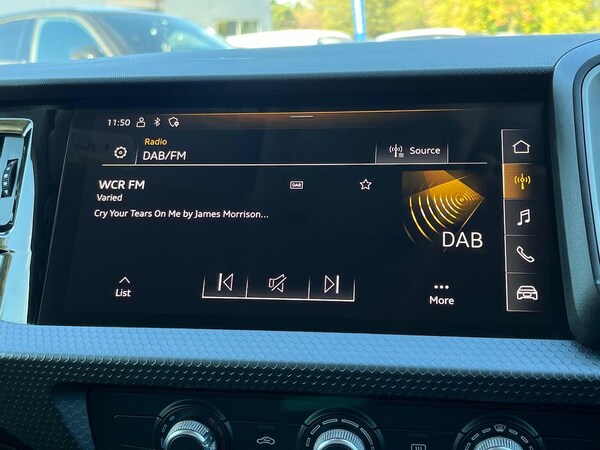 11:50
Radio
DAB/FM
Source
WCR FM
DAB
Varied
Cry Your Tears On Me by James Morrison...
DAB
List
More